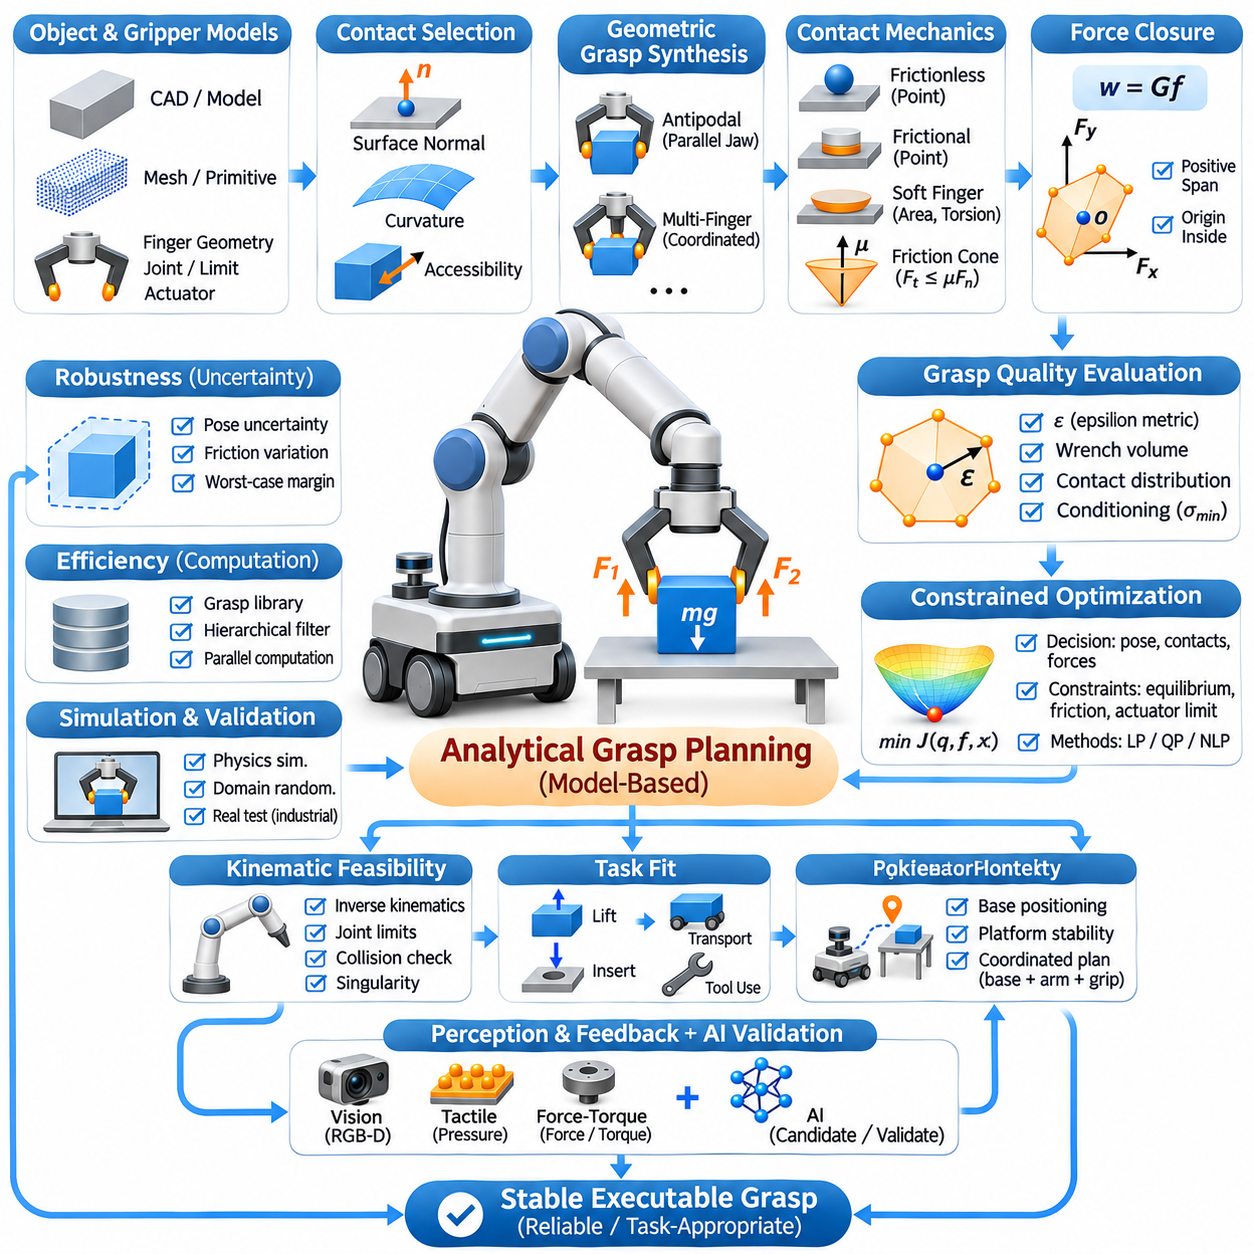 Object & Gripper Models
CAD / Model
Mesh / Primitive
Finger Geometry
Joint / Limit
Actuator
Contact Selection
n
Surface Normal
Curvature
Accessibility
Geometric
Grasp Synthesis
Antipodal
(Parallel Jaw)
Multi-Finger
(Coordinated)
...
Contact Mechanics
Frictionless
(Point)
Frictional
(Point)
Soft Finger
(Area, Torsion)
μ
Friction Cone
(Ft ≤ μFn)
Force Closure
w = Gf
Fy
O
Fx
Positive
Span
Origin
Inside
Robustness (Uncertainty)
Pose uncertainty
Friction variation
Worst-case margin
Efficiency (Computation)
Grasp library
Hierarchical filter
Parallel computation
Simulation & Validation
Physics sim.
Domain random.
Real test (industrial)
F1
F2
mg
Grasp Quality Evaluation
ε
ε (epsilon metric)
Wrench volume
Contact distribution
Conditioning (σmin)
Constrained Optimization
Decision: pose, contacts,
forces
Constraints: equilibrium,
friction, actuator limit
Methods: LP / QP / NLP
min J(q, f, x)
Analytical Grasp Planning
(Model-Based)
Kinematic Feasibility
Inverse kinematics
Joint limits
Collision check
Singularity
Task Fit
Lift
Transport
Insert
Tool Use
Base positioning
Platform stability
Coordinated plan
(base + arm + grip)
Perception & Feedback + AI Validation
Vision
(RGB-D)
Tactile
(Pressure)
Force-Torque
(Force / Torque)
+
AI
(Candidate / Validate)
Stable Executable Grasp
(Reliable / Task-Appropriate)